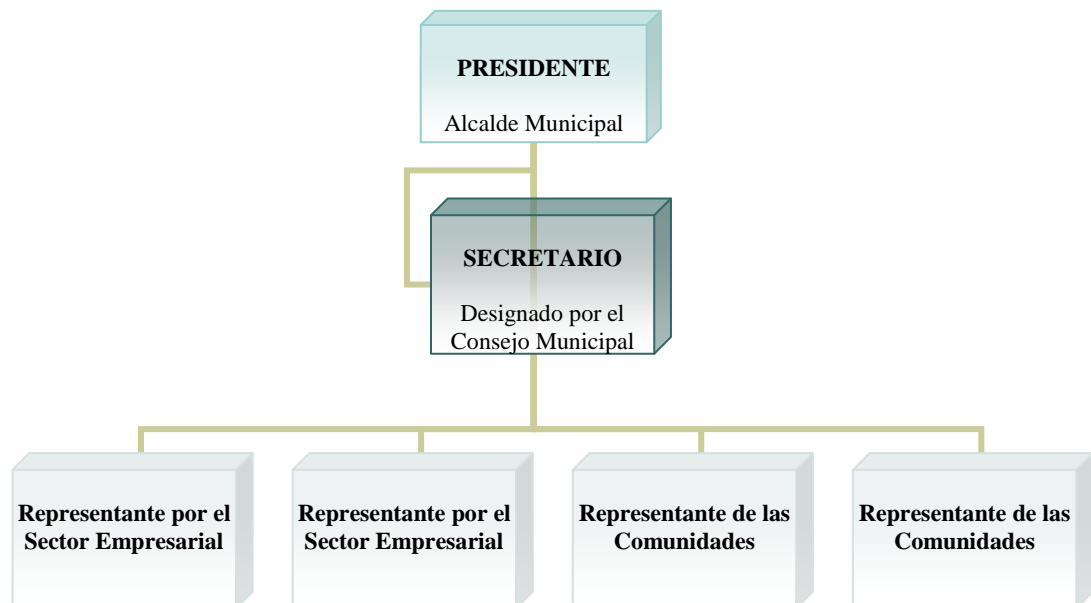 PRESIDENTE
Alcalde Municipal
SECRETARIO
Designado por el
Consejo Municipal
Representante por el
Sector Empresarial
Representante por el
Sector Empresarial
Representante de las
Comunidades
Representante de las
Comunidades